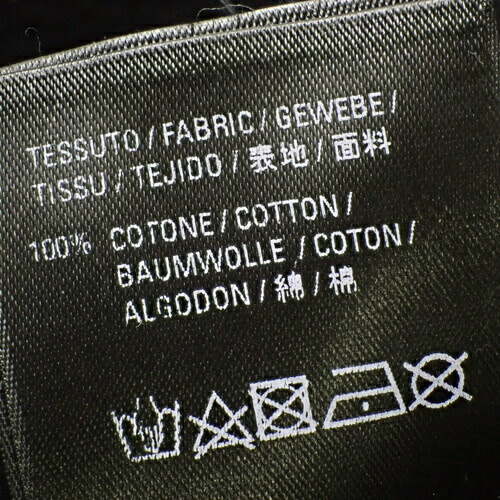 TESSUTO / FABRIC / GEWEBE /
TISSU / TEJIDO / 表地 / 面料
100% COTONE / COTTON /
BAUMWOLLE / COTON /
ALGODON / 綿 / 棉